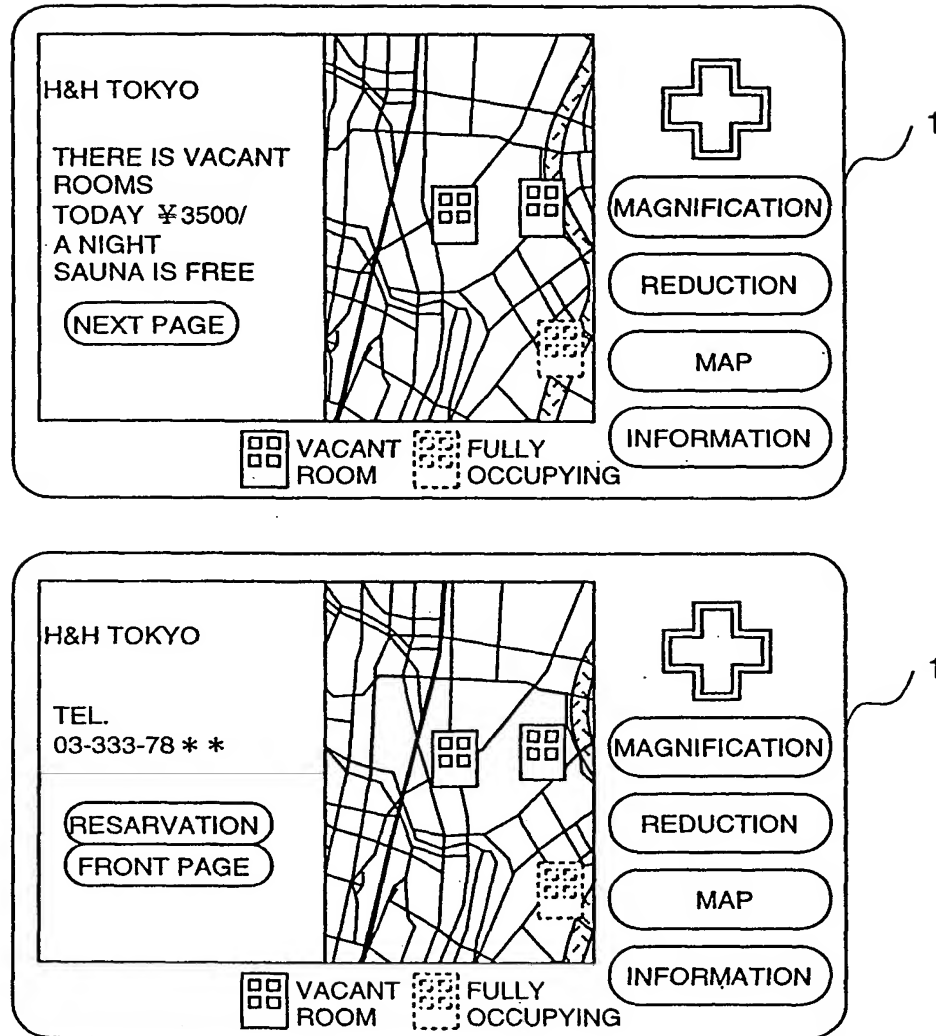 H&H TOKYO
THERE IS VACANT
ROOMS
TODAY ¥3500/
A NIGHT
SAUNA IS FREE
NEXT PAGE
MAGNIFICATION
REDUCTION
MAP
INFORMATION
VACANT
ROOM
FULLY
OCCUPYING
1
H&H TOKYO
TEL.
03-333-78＊＊
RESARVATION
FRONT PAGE
MAGNIFICATION
REDUCTION
MAP
INFORMATION
VACANT
ROOM
FULLY
OCCUPYING
1